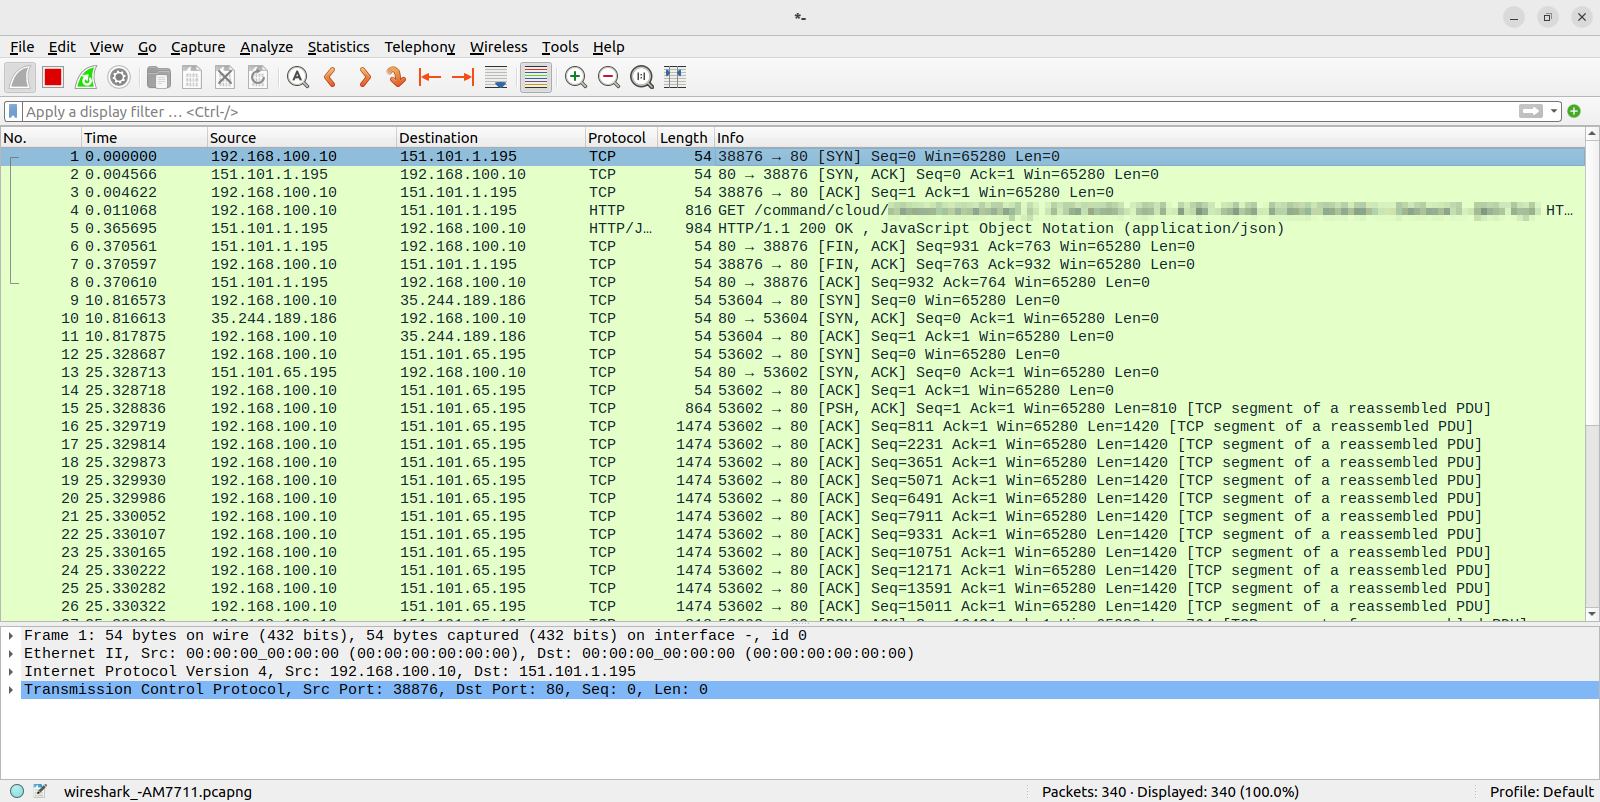 *-
File Edit View Go Capture Analyze Statistics Telephony Wireless Tools Help
Apply a display filter … <Ctrl-/>
No. Time Source Destination Protocol Length Info
1 0.000000 192.168.100.10 151.101.1.195 TCP 54 38876 → 80 [SYN] Seq=0 Win=65280 Len=0
2 0.004566 151.101.1.195 192.168.100.10 TCP 54 80 → 38876 [SYN, ACK] Seq=0 Ack=1 Win=65280 Len=0
3 0.004622 192.168.100.10 151.101.1.195 TCP 54 38876 → 80 [ACK] Seq=1 Ack=1 Win=65280 Len=0
4 0.011068 192.168.100.10 151.101.1.195 HTTP 816 GET /command/cloud/ HT…
5 0.365695 151.101.1.195 192.168.100.10 HTTP/J… 984 HTTP/1.1 200 OK , JavaScript Object Notation (application/json)
6 0.370561 151.101.1.195 192.168.100.10 TCP 54 80 → 38876 [FIN, ACK] Seq=931 Ack=763 Win=65280 Len=0
7 0.370597 192.168.100.10 151.101.1.195 TCP 54 38876 → 80 [FIN, ACK] Seq=763 Ack=932 Win=65280 Len=0
8 0.370610 151.101.1.195 192.168.100.10 TCP 54 80 → 38876 [ACK] Seq=932 Ack=764 Win=65280 Len=0
9 10.816573 192.168.100.10 35.244.189.186 TCP 54 53604 → 80 [SYN] Seq=0 Win=65280 Len=0
10 10.816613 35.244.189.186 192.168.100.10 TCP 54 80 → 53604 [SYN, ACK] Seq=0 Ack=1 Win=65280 Len=0
11 10.817875 192.168.100.10 35.244.189.186 TCP 54 53604 → 80 [ACK] Seq=1 Ack=1 Win=65280 Len=0
12 25.328687 192.168.100.10 151.101.65.195 TCP 54 53602 → 80 [SYN] Seq=0 Win=65280 Len=0
13 25.328713 151.101.65.195 192.168.100.10 TCP 54 80 → 53602 [SYN, ACK] Seq=0 Ack=1 Win=65280 Len=0
14 25.328718 192.168.100.10 151.101.65.195 TCP 54 53602 → 80 [ACK] Seq=1 Ack=1 Win=65280 Len=0
15 25.328836 192.168.100.10 151.101.65.195 TCP 864 53602 → 80 [PSH, ACK] Seq=1 Ack=1 Win=65280 Len=810 [TCP segment of a reassembled PDU]
16 25.329719 192.168.100.10 151.101.65.195 TCP 1474 53602 → 80 [ACK] Seq=811 Ack=1 Win=65280 Len=1420 [TCP segment of a reassembled PDU]
17 25.329814 192.168.100.10 151.101.65.195 TCP 1474 53602 → 80 [ACK] Seq=2231 Ack=1 Win=65280 Len=1420 [TCP segment of a reassembled PDU]
18 25.329873 192.168.100.10 151.101.65.195 TCP 1474 53602 → 80 [ACK] Seq=3651 Ack=1 Win=65280 Len=1420 [TCP segment of a reassembled PDU]
19 25.329930 192.168.100.10 151.101.65.195 TCP 1474 53602 → 80 [ACK] Seq=5071 Ack=1 Win=65280 Len=1420 [TCP segment of a reassembled PDU]
20 25.329986 192.168.100.10 151.101.65.195 TCP 1474 53602 → 80 [ACK] Seq=6491 Ack=1 Win=65280 Len=1420 [TCP segment of a reassembled PDU]
21 25.330052 192.168.100.10 151.101.65.195 TCP 1474 53602 → 80 [ACK] Seq=7911 Ack=1 Win=65280 Len=1420 [TCP segment of a reassembled PDU]
22 25.330107 192.168.100.10 151.101.65.195 TCP 1474 53602 → 80 [ACK] Seq=9331 Ack=1 Win=65280 Len=1420 [TCP segment of a reassembled PDU]
23 25.330165 192.168.100.10 151.101.65.195 TCP 1474 53602 → 80 [ACK] Seq=10751 Ack=1 Win=65280 Len=1420 [TCP segment of a reassembled PDU]
24 25.330222 192.168.100.10 151.101.65.195 TCP 1474 53602 → 80 [ACK] Seq=12171 Ack=1 Win=65280 Len=1420 [TCP segment of a reassembled PDU]
25 25.330282 192.168.100.10 151.101.65.195 TCP 1474 53602 → 80 [ACK] Seq=13591 Ack=1 Win=65280 Len=1420 [TCP segment of a reassembled PDU]
26 25.330322 192.168.100.10 151.101.65.195 TCP 1474 53602 → 80 [ACK] Seq=15011 Ack=1 Win=65280 Len=1420 [TCP segment of a reassembled PDU]
Frame 1: 54 bytes on wire (432 bits), 54 bytes captured (432 bits) on interface -, id 0
Ethernet II, Src: 00:00:00_00:00:00 (00:00:00:00:00:00), Dst: 00:00:00_00:00:00 (00:00:00:00:00:00)
Internet Protocol Version 4, Src: 192.168.100.10, Dst: 151.101.1.195
Transmission Control Protocol, Src Port: 38876, Dst Port: 80, Seq: 0, Len: 0
wireshark_-AM7711.pcapng Packets: 340 · Displayed: 340 (100.0%) Profile: Default